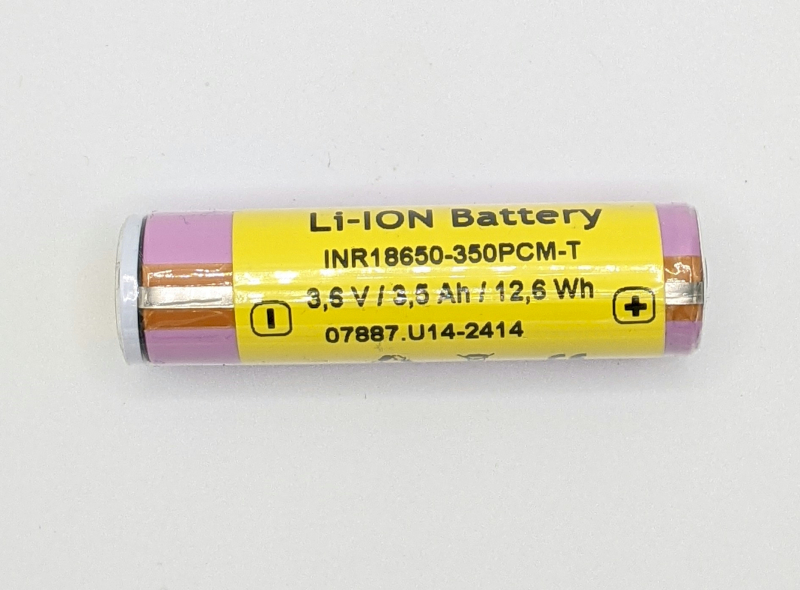 Li-ION Battery
INR18650-350PCM-T
3,6 V / 3,5 Ah / 12,6 Wh
- +
07887.U14-2414